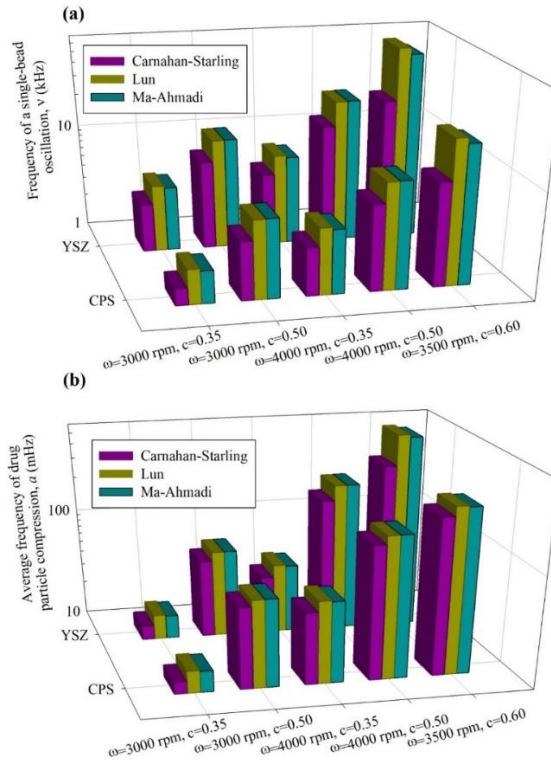 (a)
Carnahan-Starling
Lun
Ma-Ahmadi
Frequency of a single-bead
oscillation, ν (kHz)
10
1
YSZ
CPS
ω=3000 rpm, c=0.35
ω=3000 rpm, c=0.50
ω=4000 rpm, c=0.35
ω=4000 rpm, c=0.50
ω=3500 rpm, c=0.60
(b)
Carnahan-Starling
Lun
Ma-Ahmadi
Average frequency of drug
particle compression, a (mHz)
100
10
YSZ
CPS
ω=3000 rpm, c=0.35
ω=3000 rpm, c=0.50
ω=4000 rpm, c=0.35
ω=4000 rpm, c=0.50
ω=3500 rpm, c=0.60